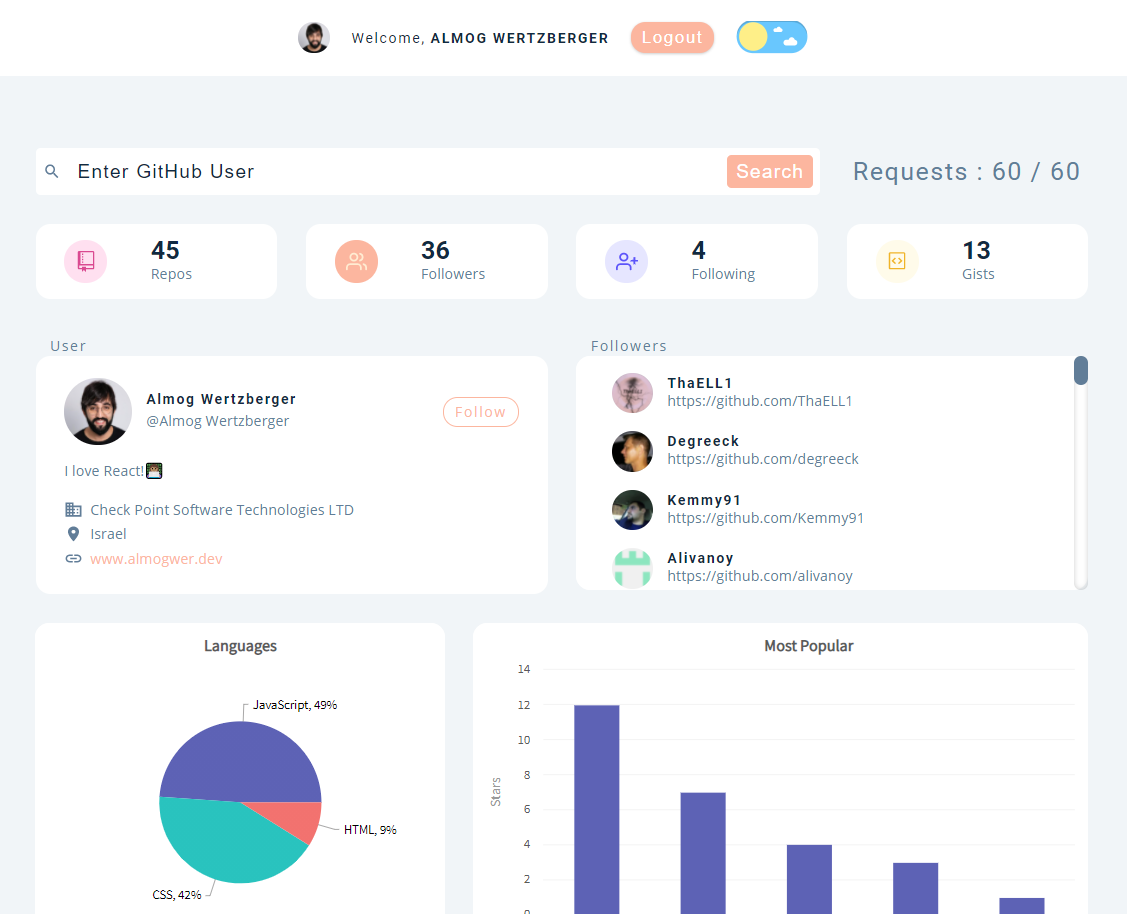 Welcome, ALMOG WERTZBERGER
Logout
Enter GitHub User
Search
Requests : 60 / 60
45
Repos
36
Followers
4
Following
13
Gists
User
Almog Wertzberger
@Almog Wertzberger
Follow
I love React!
Check Point Software Technologies LTD
Israel
www.almogwer.dev
Followers
ThaELL1
https://github.com/ThaELL1
Degreeck
https://github.com/degreeck
Kemmy91
https://github.com/Kemmy91
Alivanoy
https://github.com/alivanoy
Languages
JavaScript, 49%
HTML, 9%
CSS, 42%
Most Popular
Stars
14
12
10
8
6
4
2
0